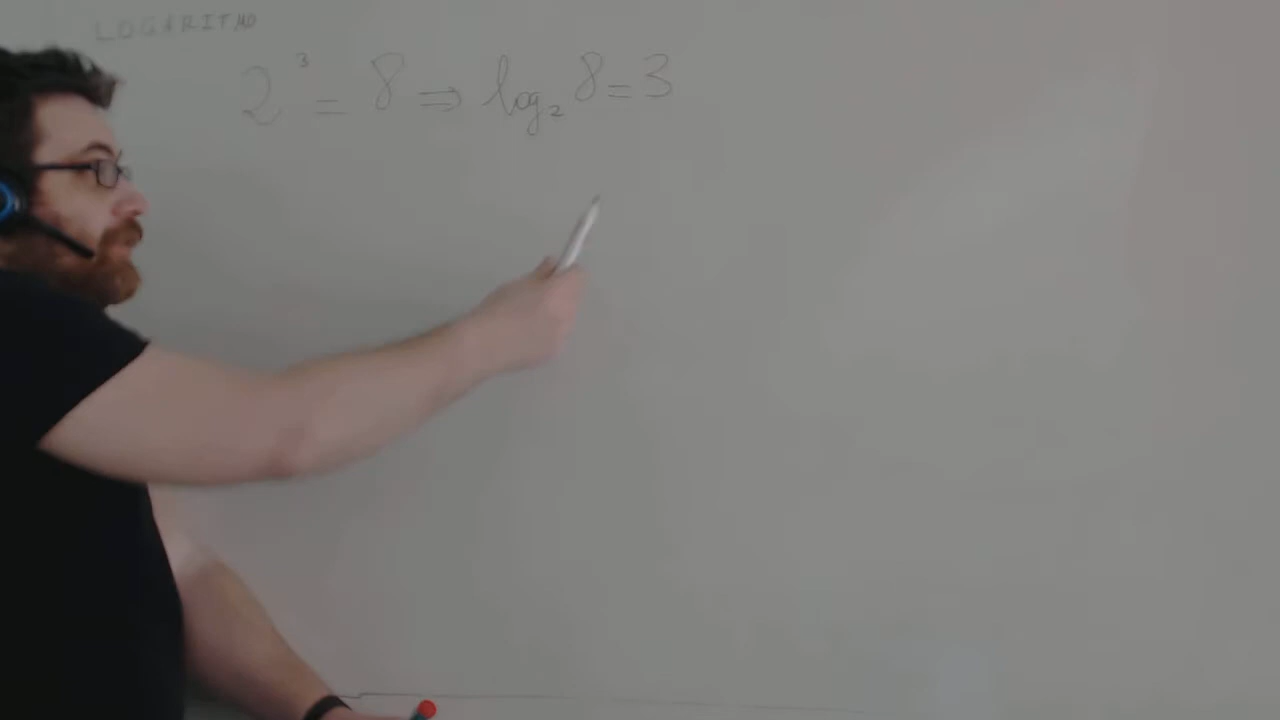 LOGARITMO
2³ = 8 ⇒ log₂ 8 = 3